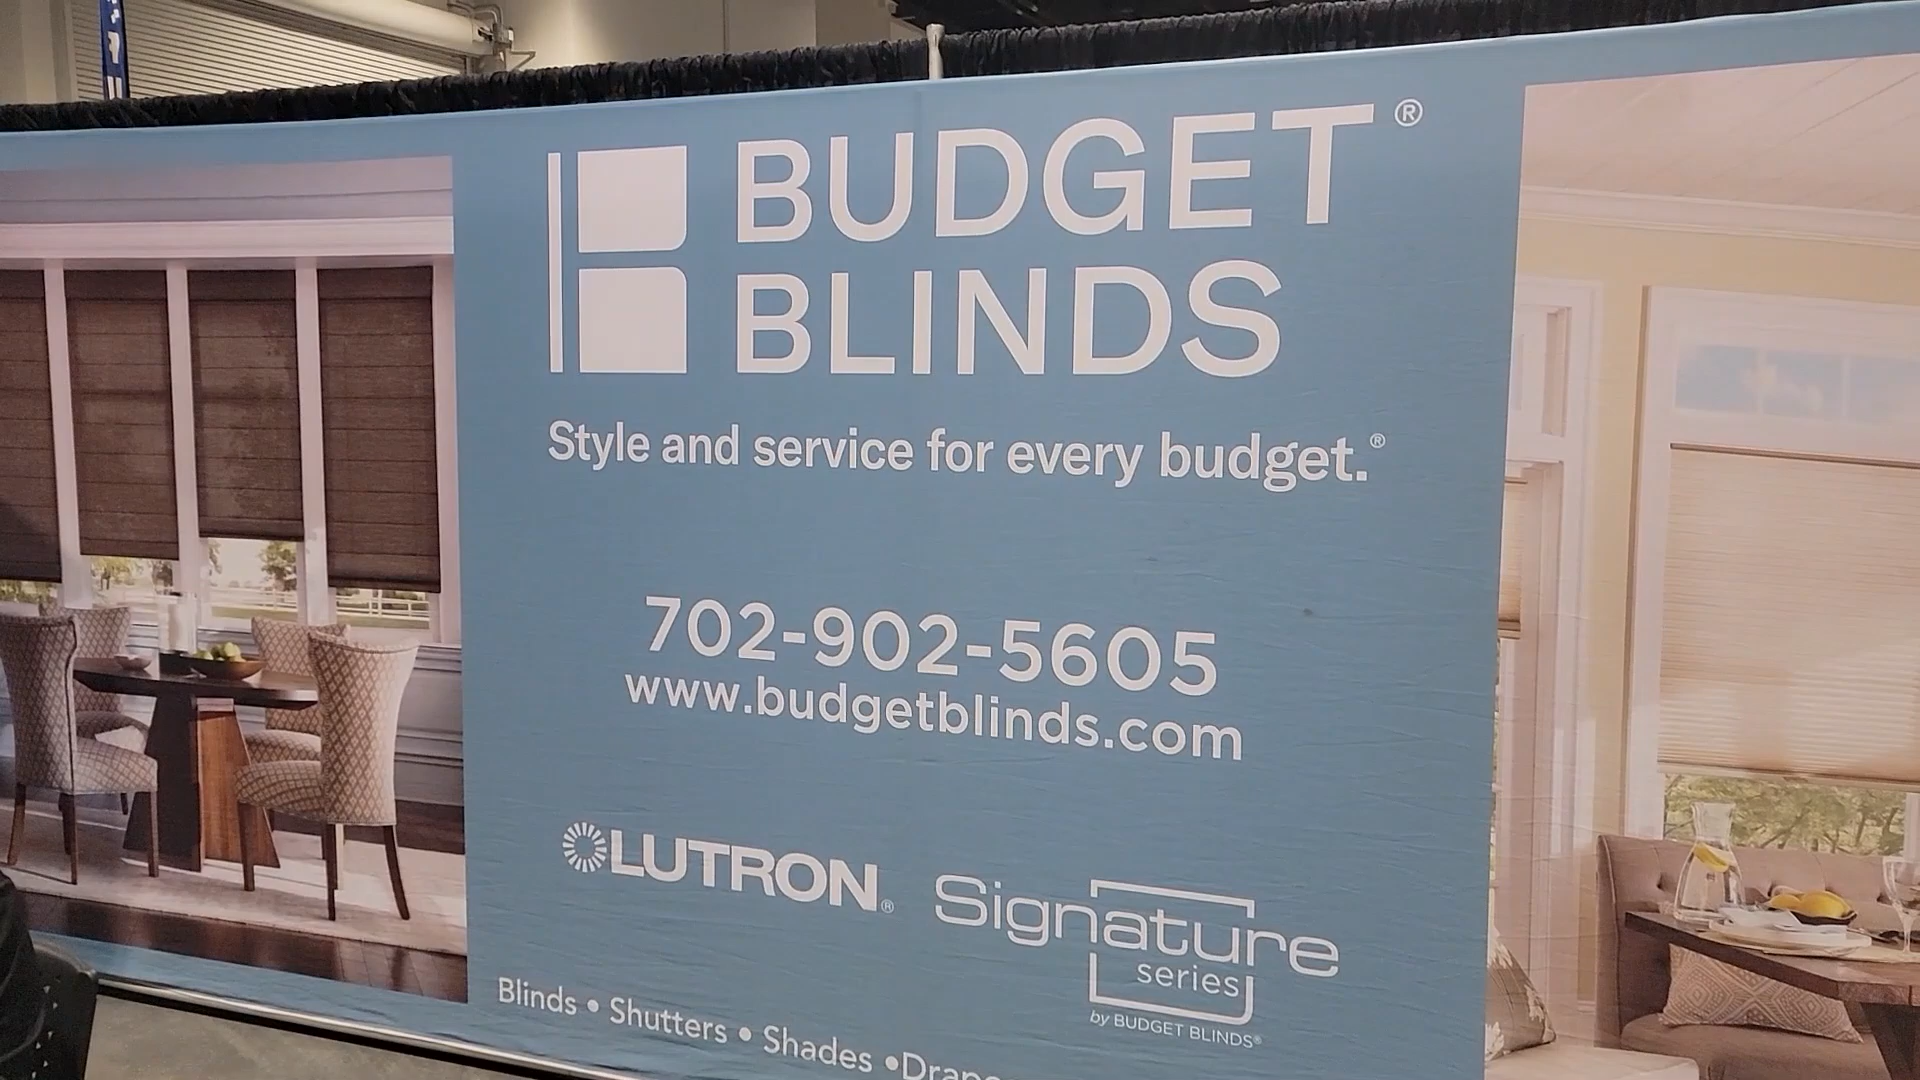 BUDGET®
BLINDS
Style and service for every budget.®
702-902-5605
www.budgetblinds.com
LUTRON®
Signature
series
by BUDGET BLINDS®
Blinds • Shutters • Shades •